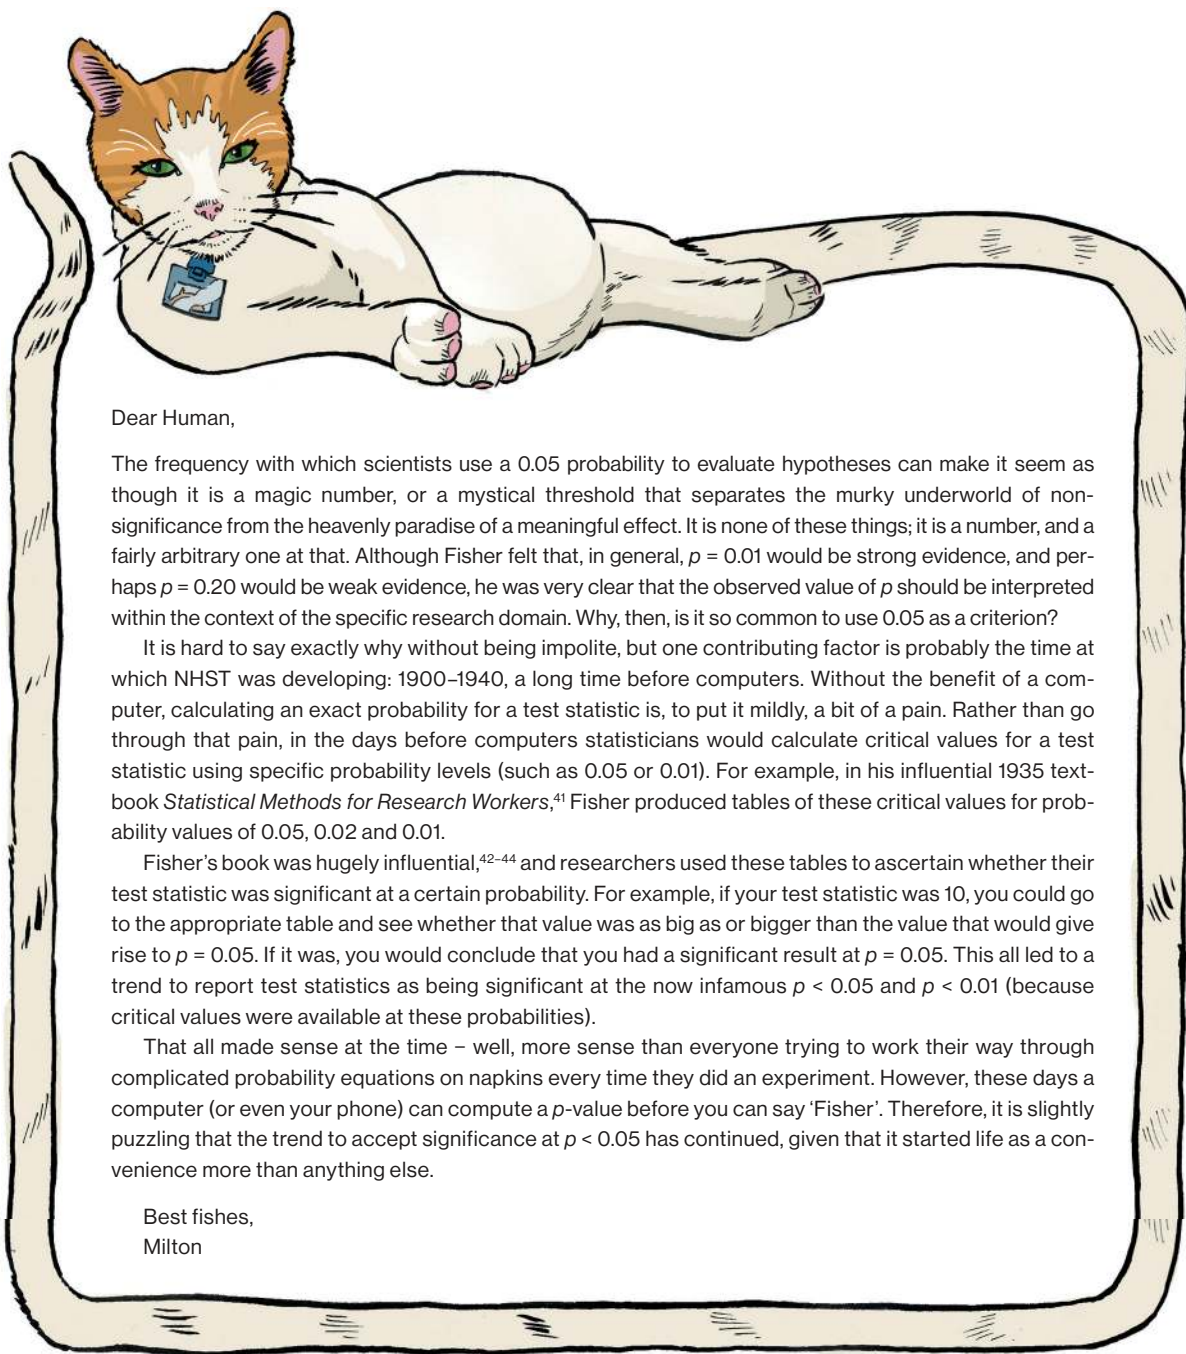 Dear Human,
The frequency with which scientists use a 0.05 probability to evaluate hypotheses can make it seem as
though it is a magic number, or a mystical threshold that separates the murky underworld of non-
significance from the heavenly paradise of a meaningful effect. It is none of these things; it is a number, and a
fairly arbitrary one at that. Although Fisher felt that, in general, p = 0.01 would be strong evidence, and per-
haps p = 0.20 would be weak evidence, he was very clear that the observed value of p should be interpreted
within the context of the specific research domain. Why, then, is it so common to use 0.05 as a criterion?
It is hard to say exactly why without being impolite, but one contributing factor is probably the time at
which NHST was developing: 1900–1940, a long time before computers. Without the benefit of a com-
puter, calculating an exact probability for a test statistic is, to put it mildly, a bit of a pain. Rather than go
through that pain, in the days before computers statisticians would calculate critical values for a test
statistic using specific probability levels (such as 0.05 or 0.01). For example, in his influential 1935 text-
book Statistical Methods for Research Workers,⁴¹ Fisher produced tables of these critical values for prob-
ability values of 0.05, 0.02 and 0.01.
Fisher's book was hugely influential,⁴²⁻⁴⁴ and researchers used these tables to ascertain whether their
test statistic was significant at a certain probability. For example, if your test statistic was 10, you could go
to the appropriate table and see whether that value was as big as or bigger than the value that would give
rise to p = 0.05. If it was, you would conclude that you had a significant result at p = 0.05. This all led to a
trend to report test statistics as being significant at the now infamous p < 0.05 and p < 0.01 (because
critical values were available at these probabilities).
That all made sense at the time – well, more sense than everyone trying to work their way through
complicated probability equations on napkins every time they did an experiment. However, these days a
computer (or even your phone) can compute a p-value before you can say 'Fisher'. Therefore, it is slightly
puzzling that the trend to accept significance at p < 0.05 has continued, given that it started life as a con-
venience more than anything else.
Best fishes,
Milton